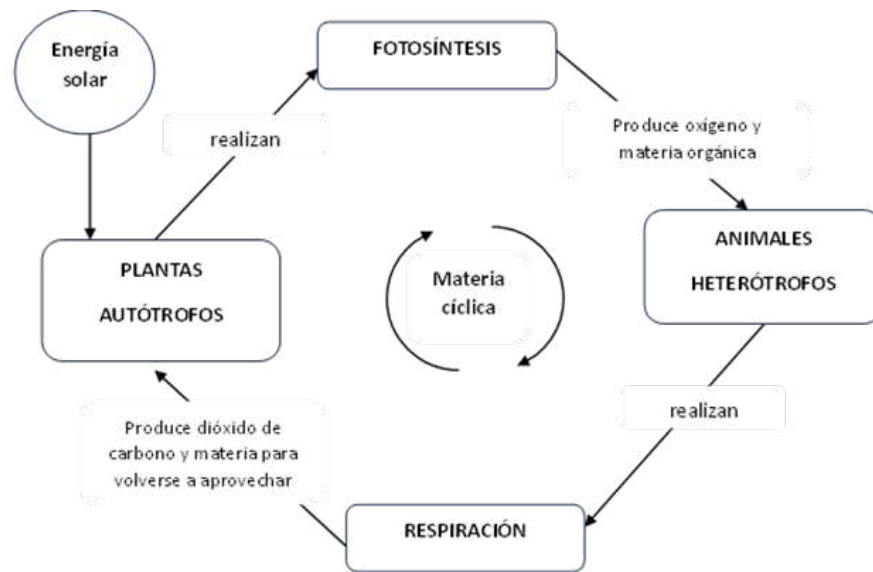 Energía
solar
FOTOSÍNTESIS
realizan
Produce oxígeno y
materia orgánica
PLANTAS
AUTÓTROFOS
Materia
cíclica
ANIMALES
HETERÓTROFOS
Produce dióxido de
carbono y materia para
volverse a aprovechar
realizan
RESPIRACIÓN